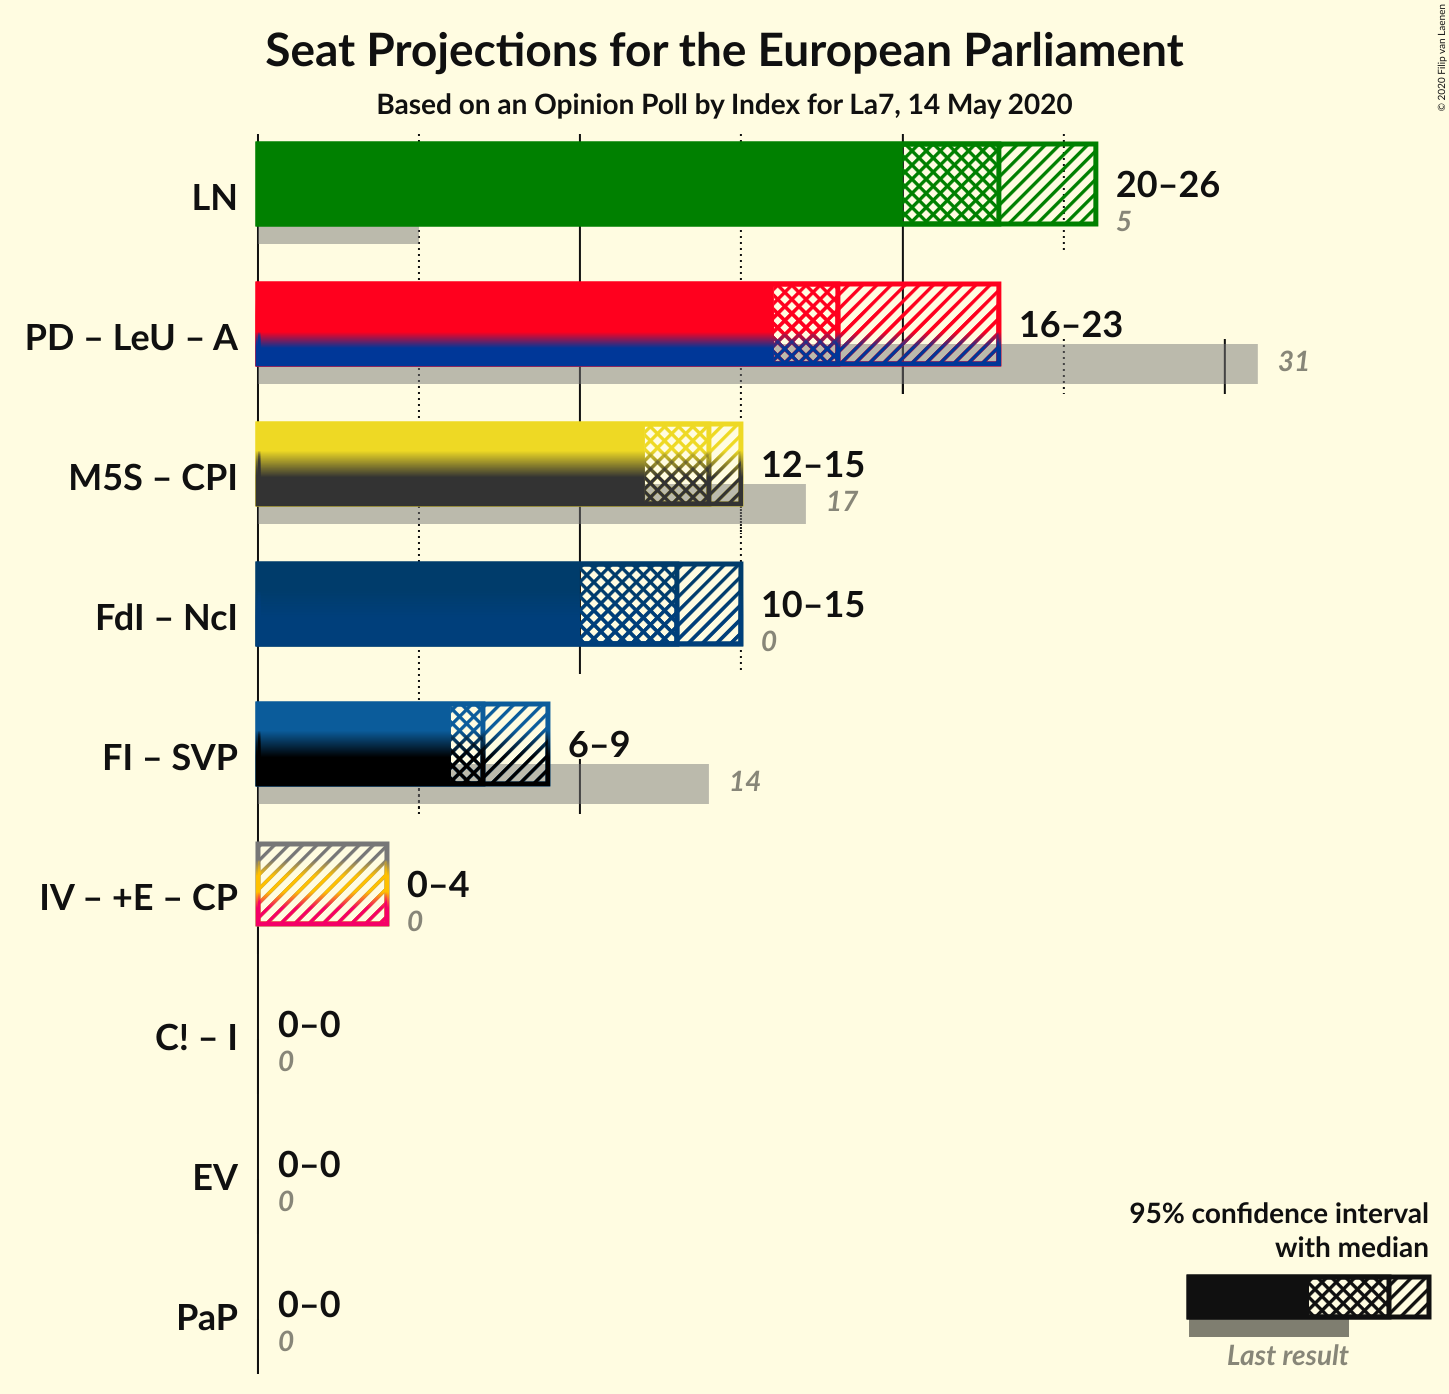 Seat Projections for the European Parliament
Based on an Opinion Poll by Index for La7, 14 May 2020
© 2020 Filip van Laenen
LN
20–26
5
PD – LeU – A
16–23
31
M5S – CPI
12–15
17
FdI – NcI
10–15
0
FI – SVP
6–9
14
IV – +E – CP
0–4
0
C! – I
0–0
0
EV
0–0
0
PaP
0–0
0
95% confidence interval
with median
Last result